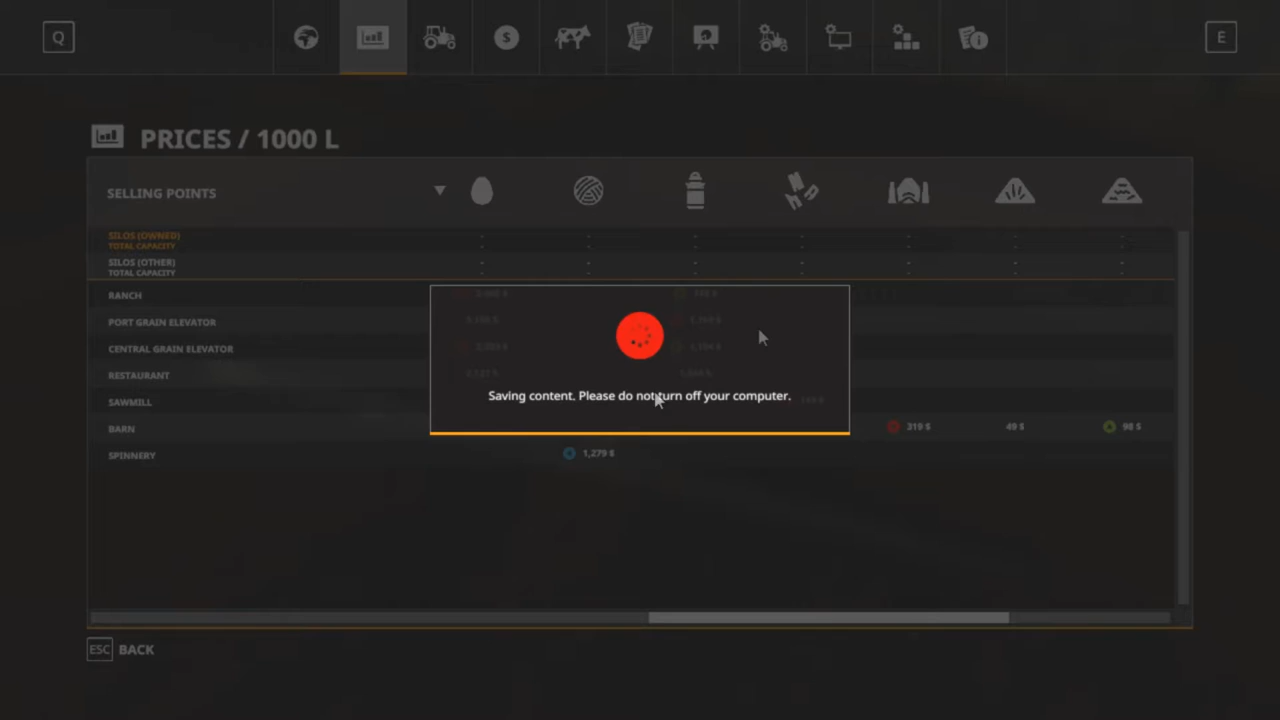 Q
E
PRICES / 1000 L
SELLING POINTS
SILOS (OWNED)
TOTAL CAPACITY
SILOS (OTHER)
TOTAL CAPACITY
RANCH
PORT GRAIN ELEVATOR
CENTRAL GRAIN ELEVATOR
RESTAURANT
SAWMILL
BARN 319 $ 49 $ 98 $
SPINNERY 1,279 $
Saving content. Please do not turn off your computer.
ESC BACK